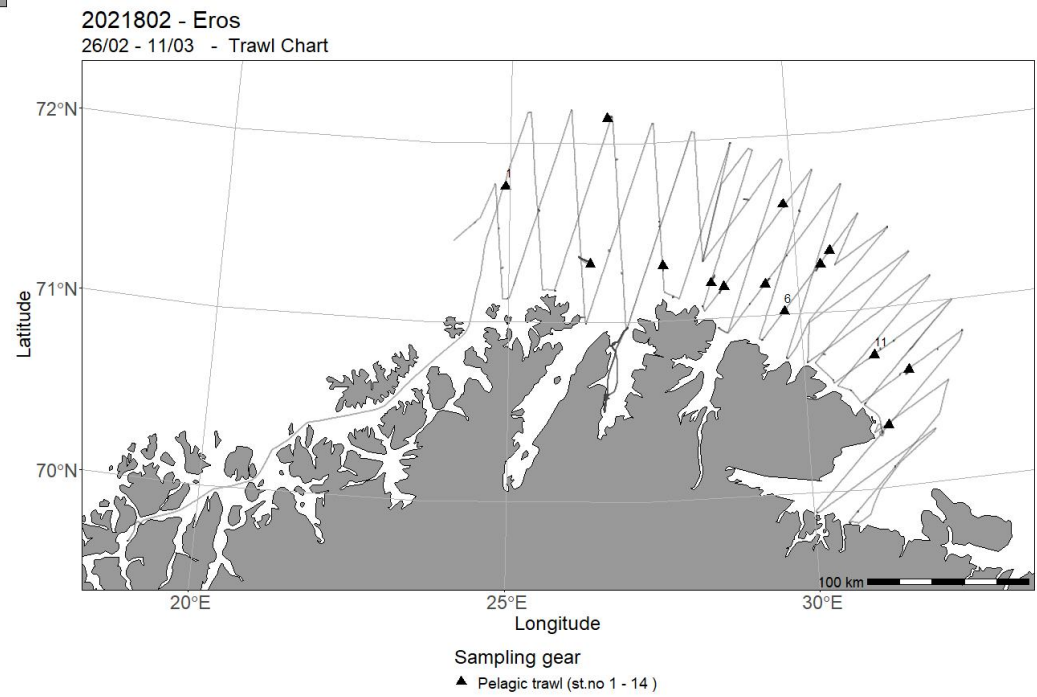 2021802 - Eros
26/02 - 11/03 - Trawl Chart
72°N
71°N
70°N
Latitude
1
6
11
100 km
20°E
25°E
30°E
Longitude
Sampling gear
Pelagic trawl (st.no 1 - 14 )